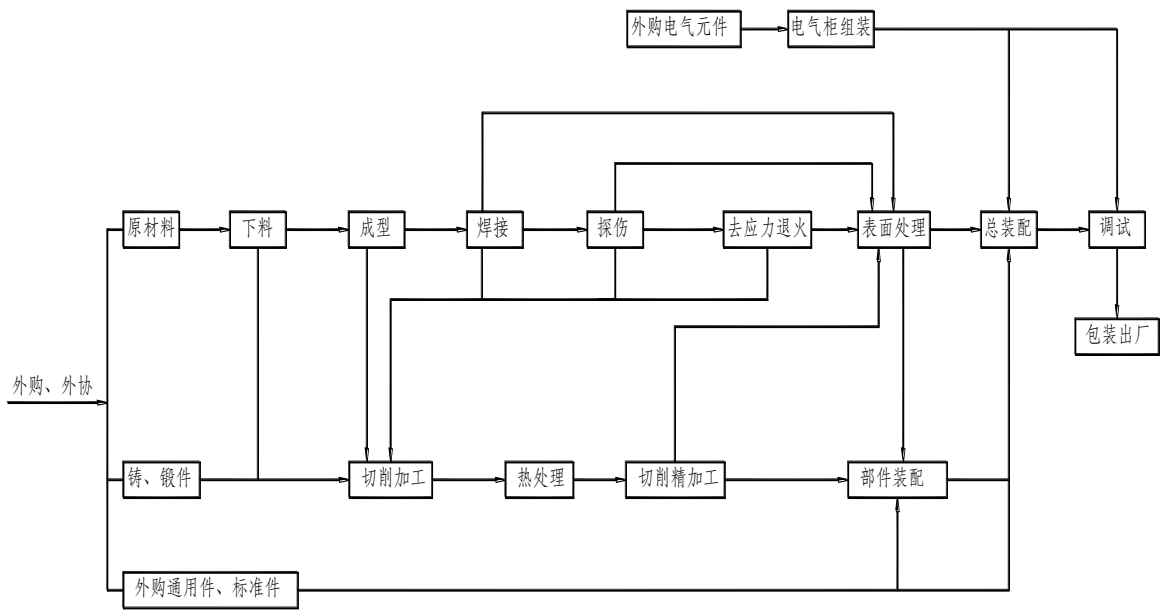 外购电气元件
电气柜组装
原材料
下料
成型
焊接
探伤
去应力退火
表面处理
总装配
调试
包装出厂
外购、外协
铸、锻件
切削加工
热处理
切削精加工
部件装配
外购通用件、标准件